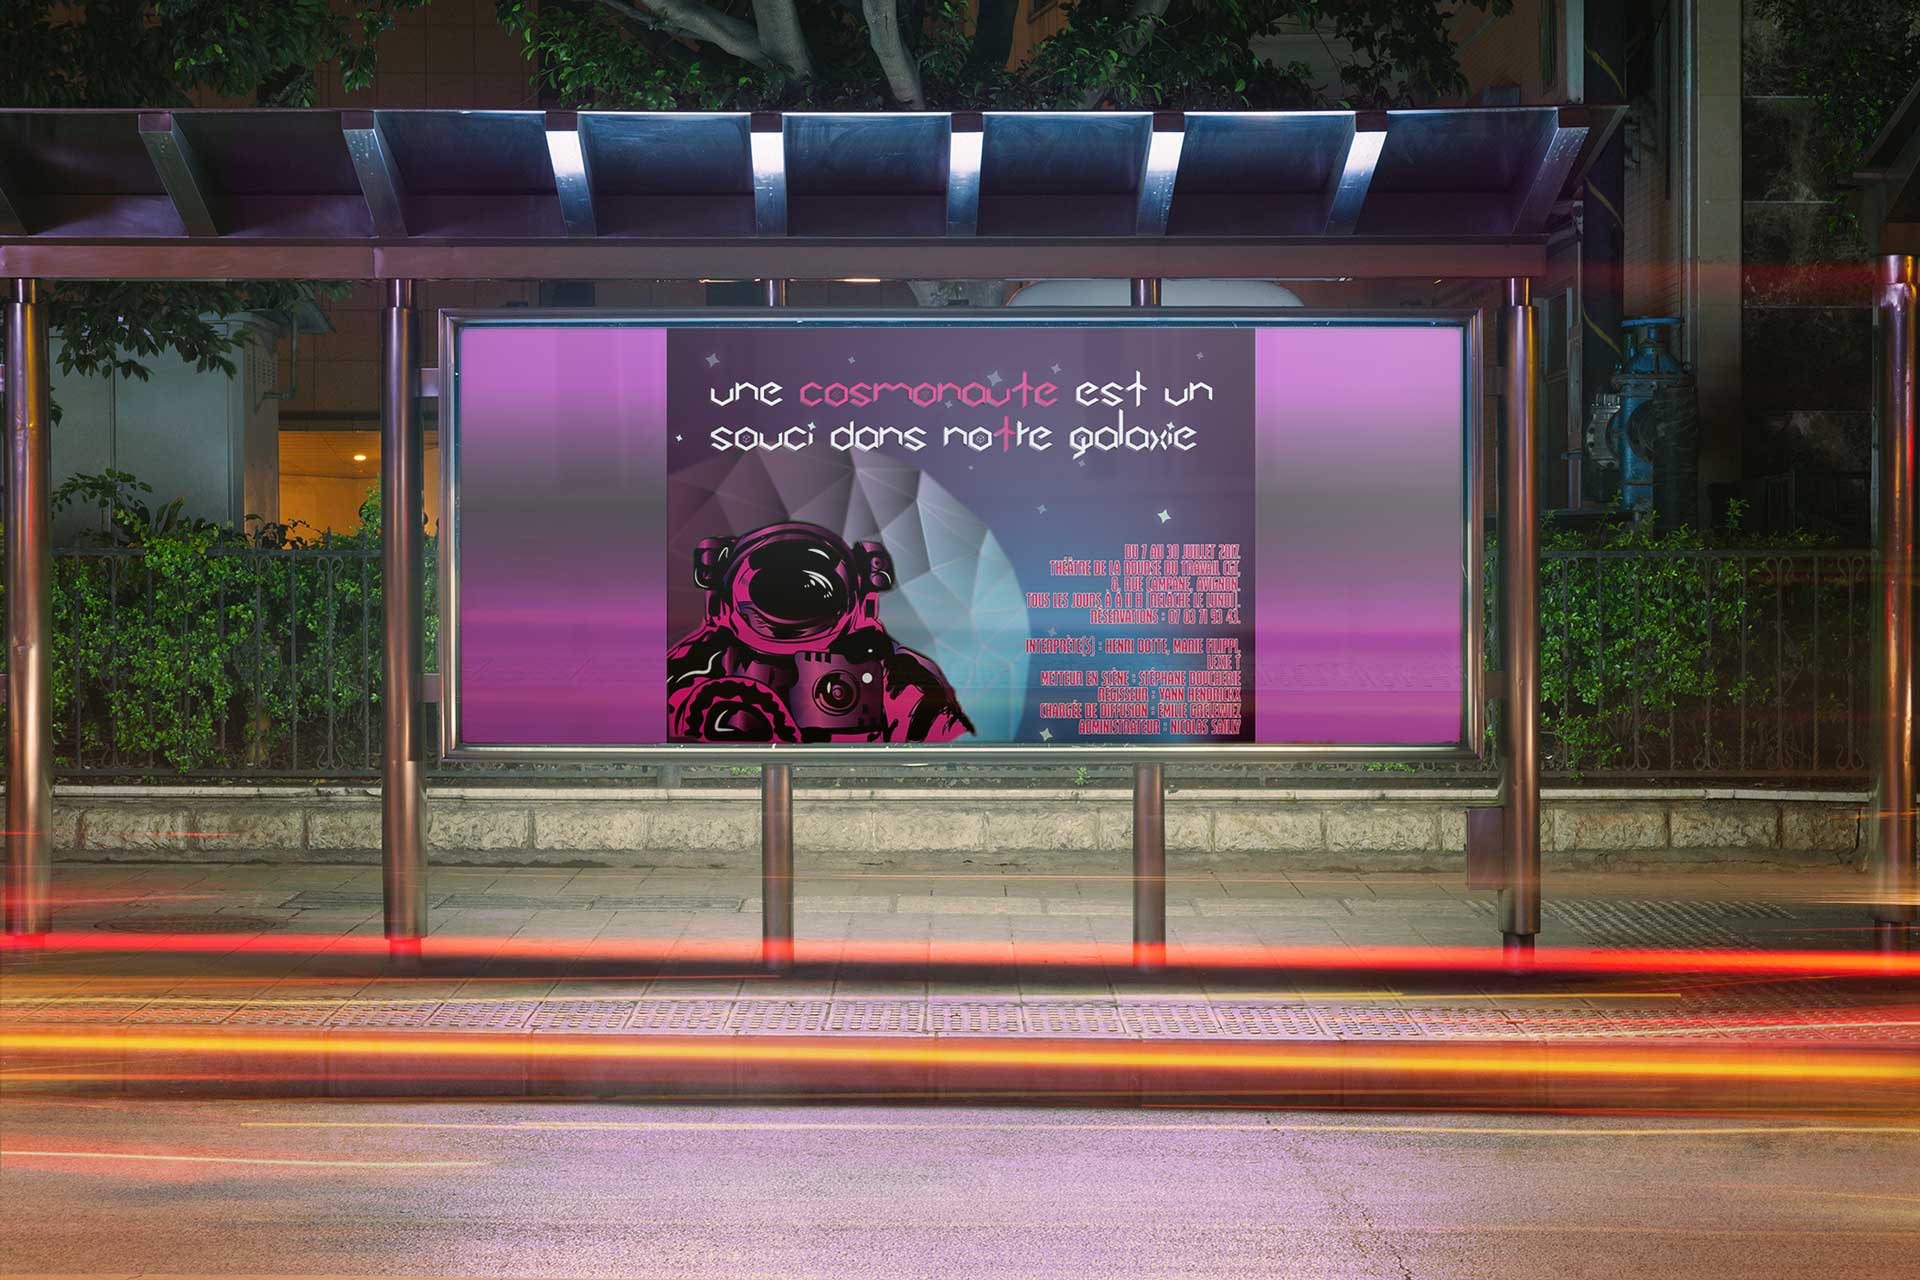 une cosmonaute est un
souci dans notre galaxie
DU 7 AU 30 JUILLET 2017.
THÉÂTRE DE LA BOURSE DU TRAVAIL CGT,
8, RUE CAMPANE, AVIGNON.
TOUS LES JOURS À À 11 H (RELÂCHE LE LUNDI).
RÉSERVATIONS : 07 83 71 93 43.
INTERPRÈTE(S) : HENRI BOTTE, MARIE FILIPPI,
LEXIE T
METTEUR EN SCÈNE : STÉPHANE BOUCHERIE
RÉGISSEUR : YANN HENDRICKX
CHARGÉE DE DIFFUSION : ÉMILIE GRELEWIEZ
ADMINISTRATEUR : NICOLAS SAILLY